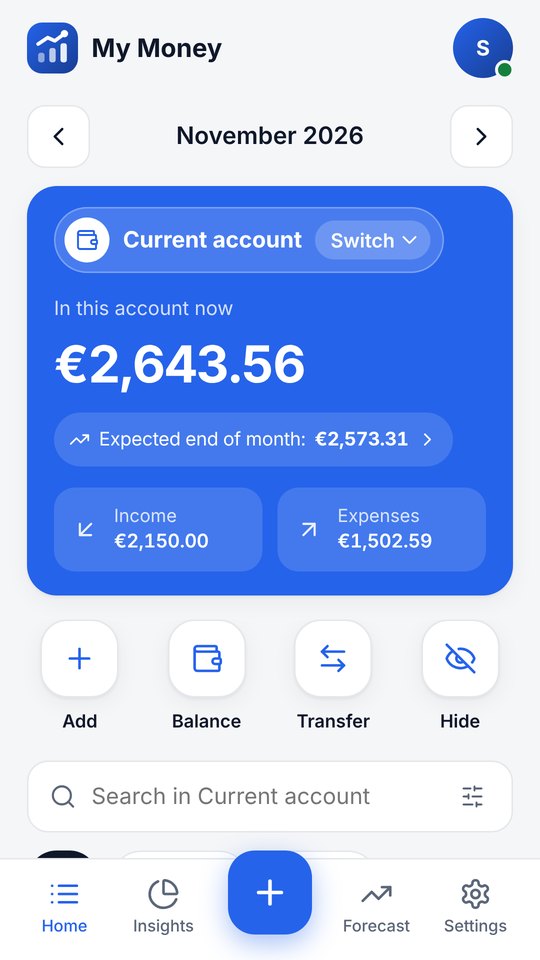 My Money
S
November 2026
Current account
Switch
In this account now
€2,643.56
Expected end of month: €2,573.31
Income
€2,150.00
Expenses
€1,502.59
Add
Balance
Transfer
Hide
Search in Current account
Home
Insights
Forecast
Settings